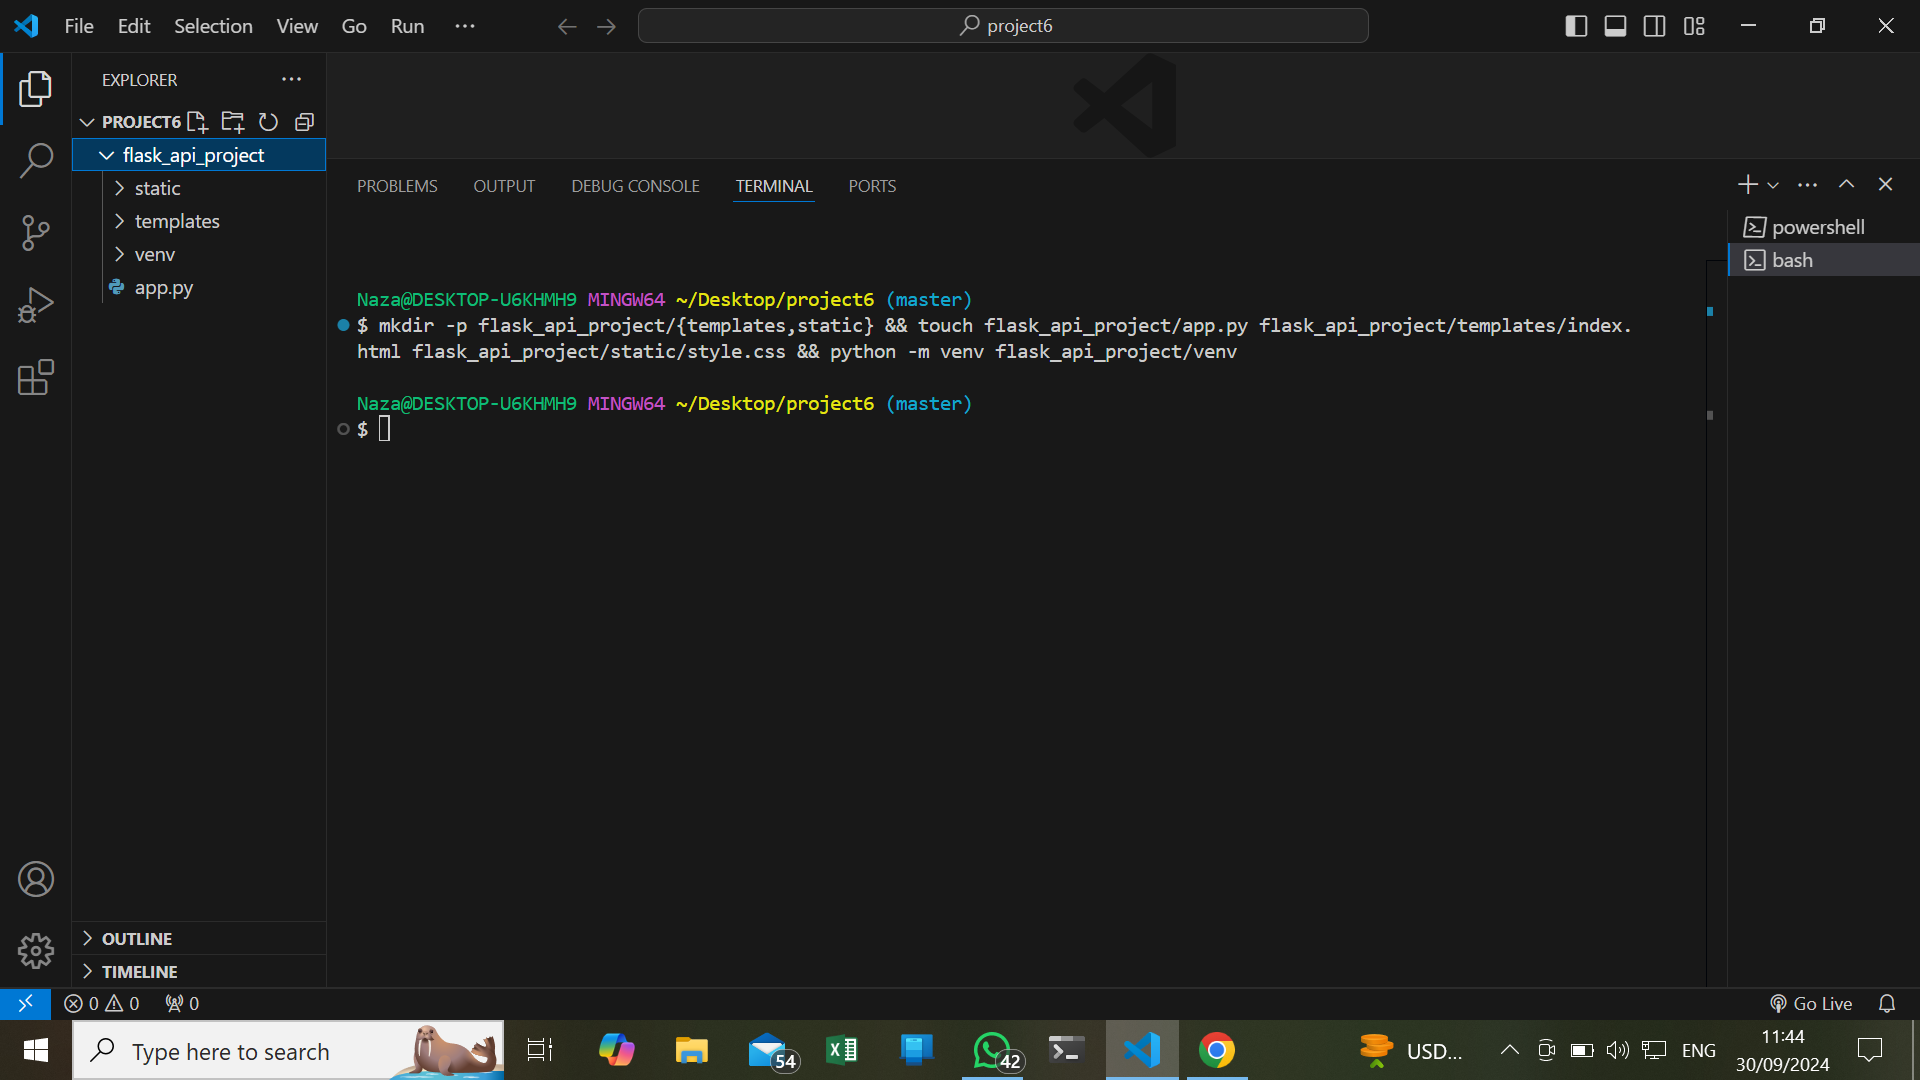 File Edit Selection View Go Run ··· project6
EXPLORER ···
PROJECT6
flask_api_project
static
templates
venv
app.py
OUTLINE
TIMELINE
PROBLEMS OUTPUT DEBUG CONSOLE TERMINAL PORTS
powershell
bash
Naza@DESKTOP-U6KHMH9 MINGW64 ~/Desktop/project6 (master)
$ mkdir -p flask_api_project/{templates,static} && touch flask_api_project/app.py flask_api_project/templates/index.
html flask_api_project/static/style.css && python -m venv flask_api_project/venv
Naza@DESKTOP-U6KHMH9 MINGW64 ~/Desktop/project6 (master)
$
0 0 0 Go Live
Type here to search 54 42 USD... ENG 11:44
30/09/2024